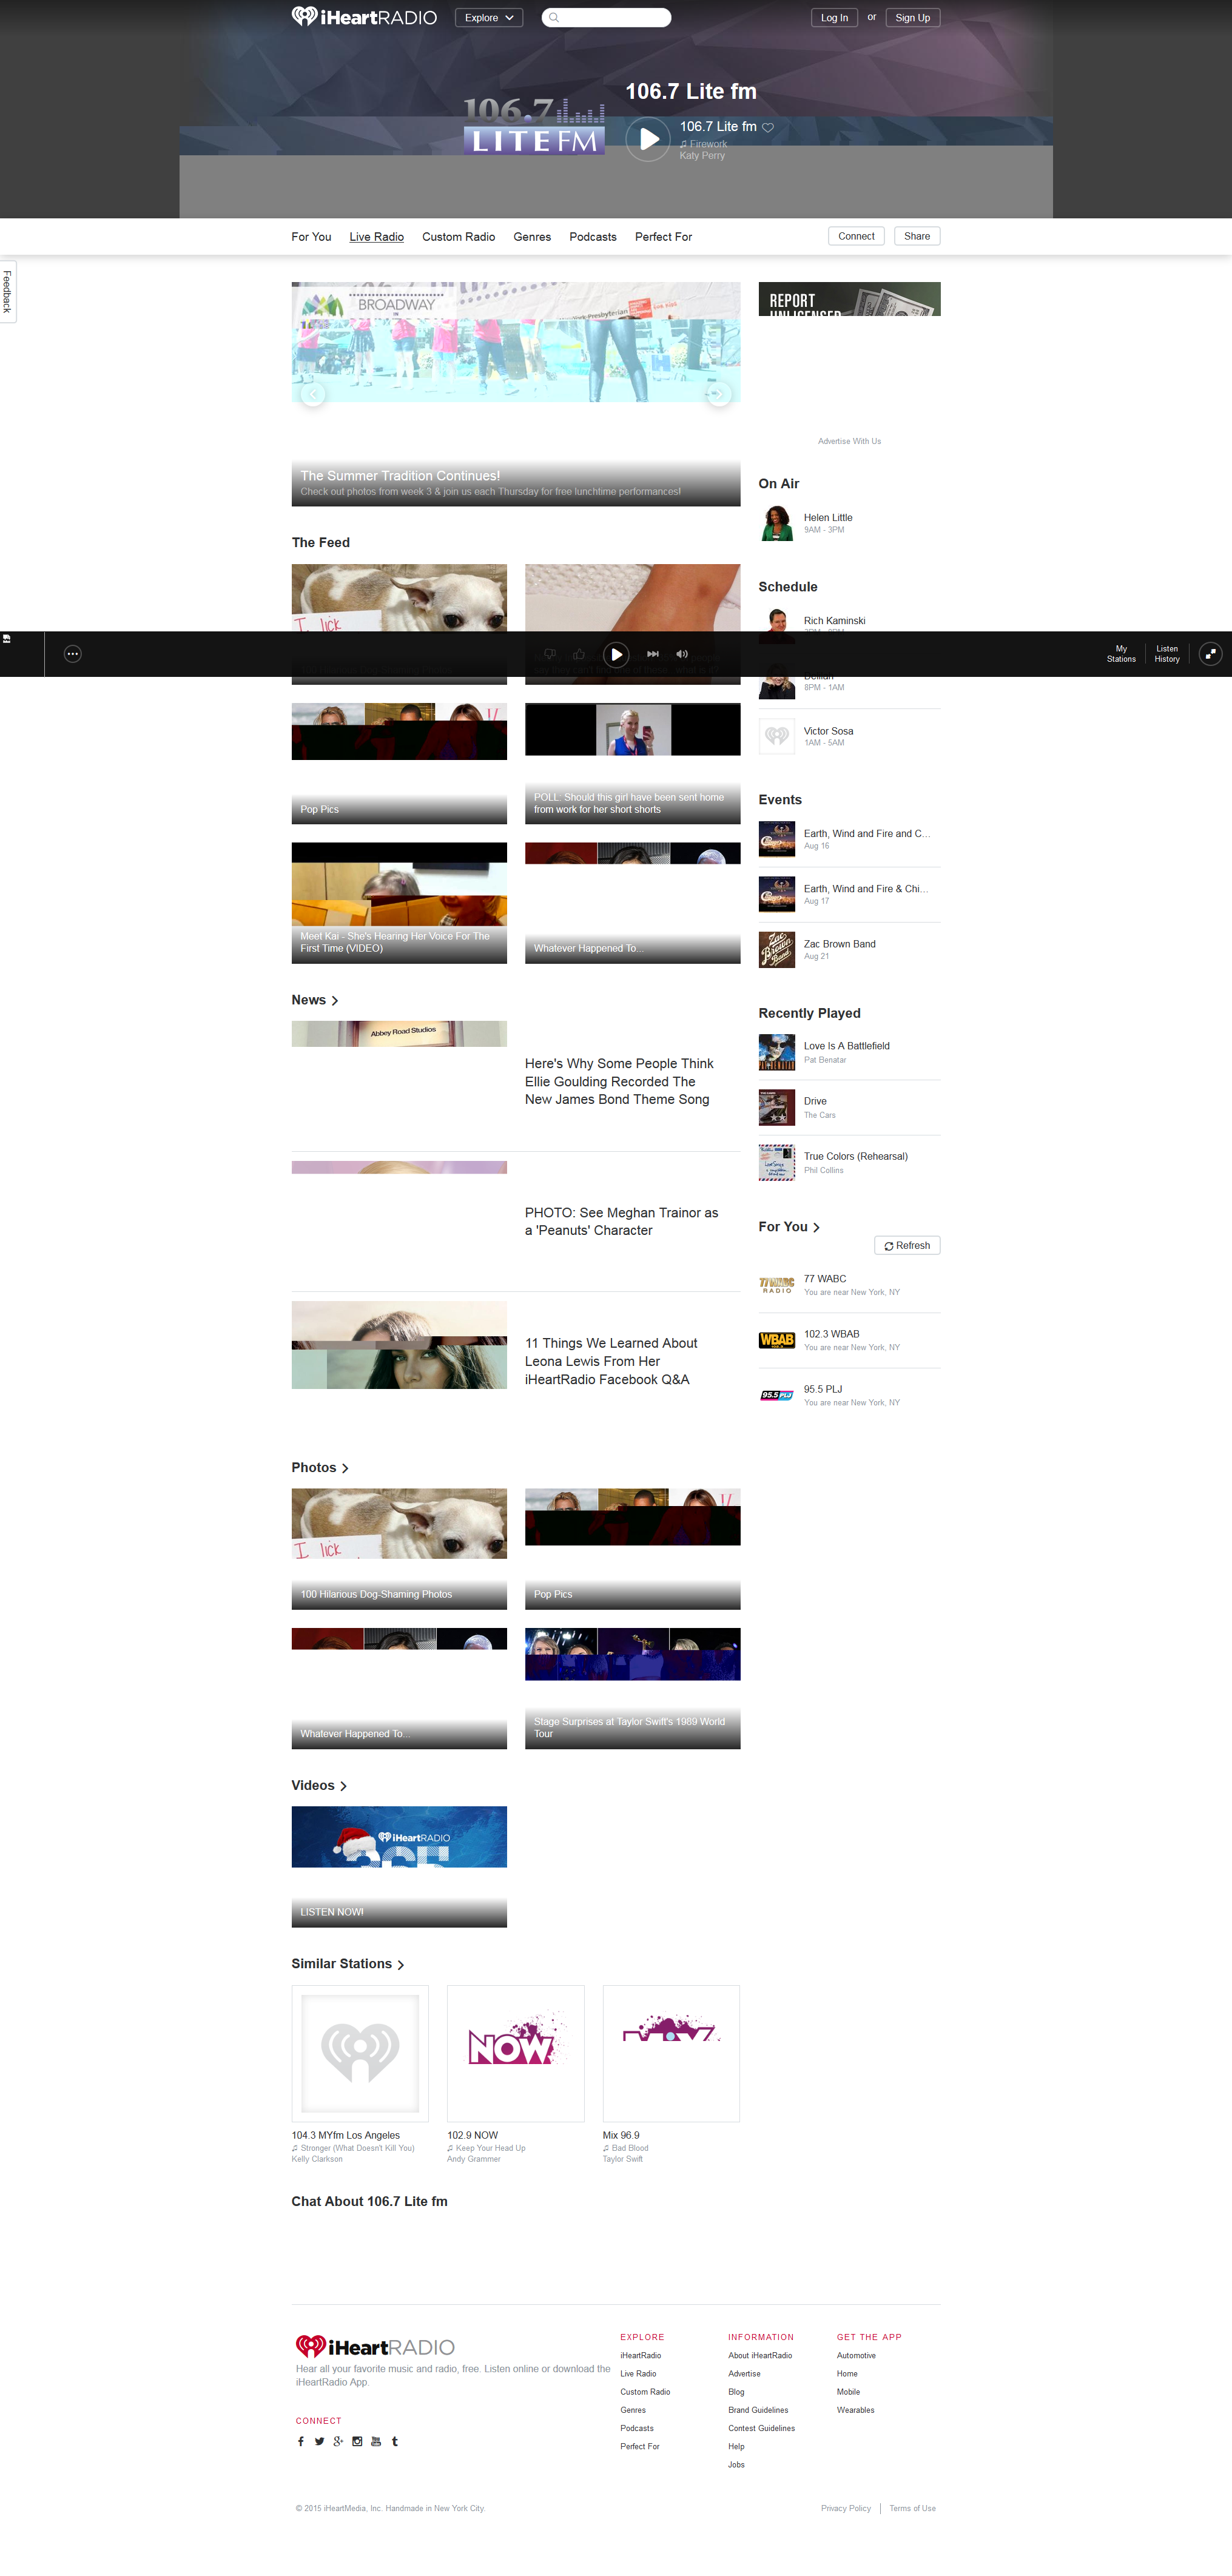 iHeartRADIO
Explore
Log In
or
Sign Up
106.7
LITE FM
106.7 Lite fm
106.7 Lite fm
Firework
Katy Perry
For You
Live Radio
Custom Radio
Genres
Podcasts
Perfect For
Connect
Share
Feedback
BROADWAY
IN
The Summer Tradition Continues!
Check out photos from week 3 & join us each Thursday for free lunchtime performances!
REPORT
Advertise With Us
On Air
Helen Little
9AM - 3PM
Schedule
Rich Kaminski
My
Stations
Listen
History
8PM - 1AM
Victor Sosa
1AM - 5AM
The Feed
I lick
Pop Pics
POLL: Should this girl have been sent home
from work for her short shorts
Meet Kai - She's Hearing Her Voice For The
First Time (VIDEO)
Whatever Happened To...
Events
Earth, Wind and Fire and C...
Aug 16
Earth, Wind and Fire & Chi...
Aug 17
Zac Brown Band
Aug 21
News
Abbey Road Studios
Here's Why Some People Think
Ellie Goulding Recorded The
New James Bond Theme Song
PHOTO: See Meghan Trainor as
a 'Peanuts' Character
11 Things We Learned About
Leona Lewis From Her
iHeartRadio Facebook Q&A
Recently Played
Love Is A Battlefield
Pat Benatar
Drive
The Cars
True Colors (Rehearsal)
Phil Collins
For You
Refresh
77 WABC
RADIO
77 WABC
You are near New York, NY
WBAB
102.3 WBAB
You are near New York, NY
95.5 PLJ
95.5 PLJ
You are near New York, NY
Photos
I lick
100 Hilarious Dog-Shaming Photos
Pop Pics
Whatever Happened To...
Stage Surprises at Taylor Swift's 1989 World
Tour
Videos
iHeartRADIO
365
LISTEN NOW!
Similar Stations
NOW
104.3 MYfm Los Angeles
Stronger (What Doesn't Kill You)
Kelly Clarkson
102.9 NOW
Keep Your Head Up
Andy Grammer
Mix 96.9
Bad Blood
Taylor Swift
Chat About 106.7 Lite fm
iHeartRADIO
Hear all your favorite music and radio, free. Listen online or download the
iHeartRadio App.
CONNECT
EXPLORE
iHeartRadio
Live Radio
Custom Radio
Genres
Podcasts
Perfect For
INFORMATION
About iHeartRadio
Advertise
Blog
Brand Guidelines
Contest Guidelines
Help
Jobs
GET THE APP
Automotive
Home
Mobile
Wearables
© 2015 iHeartMedia, Inc. Handmade in New York City.
Privacy Policy
Terms of Use